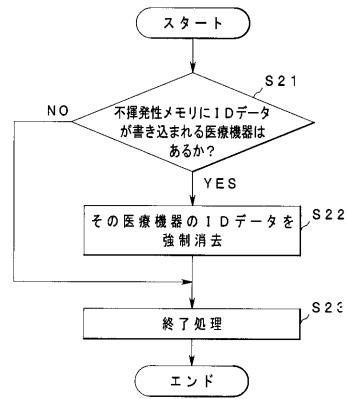 スタート
S21
NO
不揮発性メモリにIDデータ
が書き込まれる医療機器は
あるか?
YES
その医療機器のIDデータを
強制消去
S22
終了処理
S23
エンド